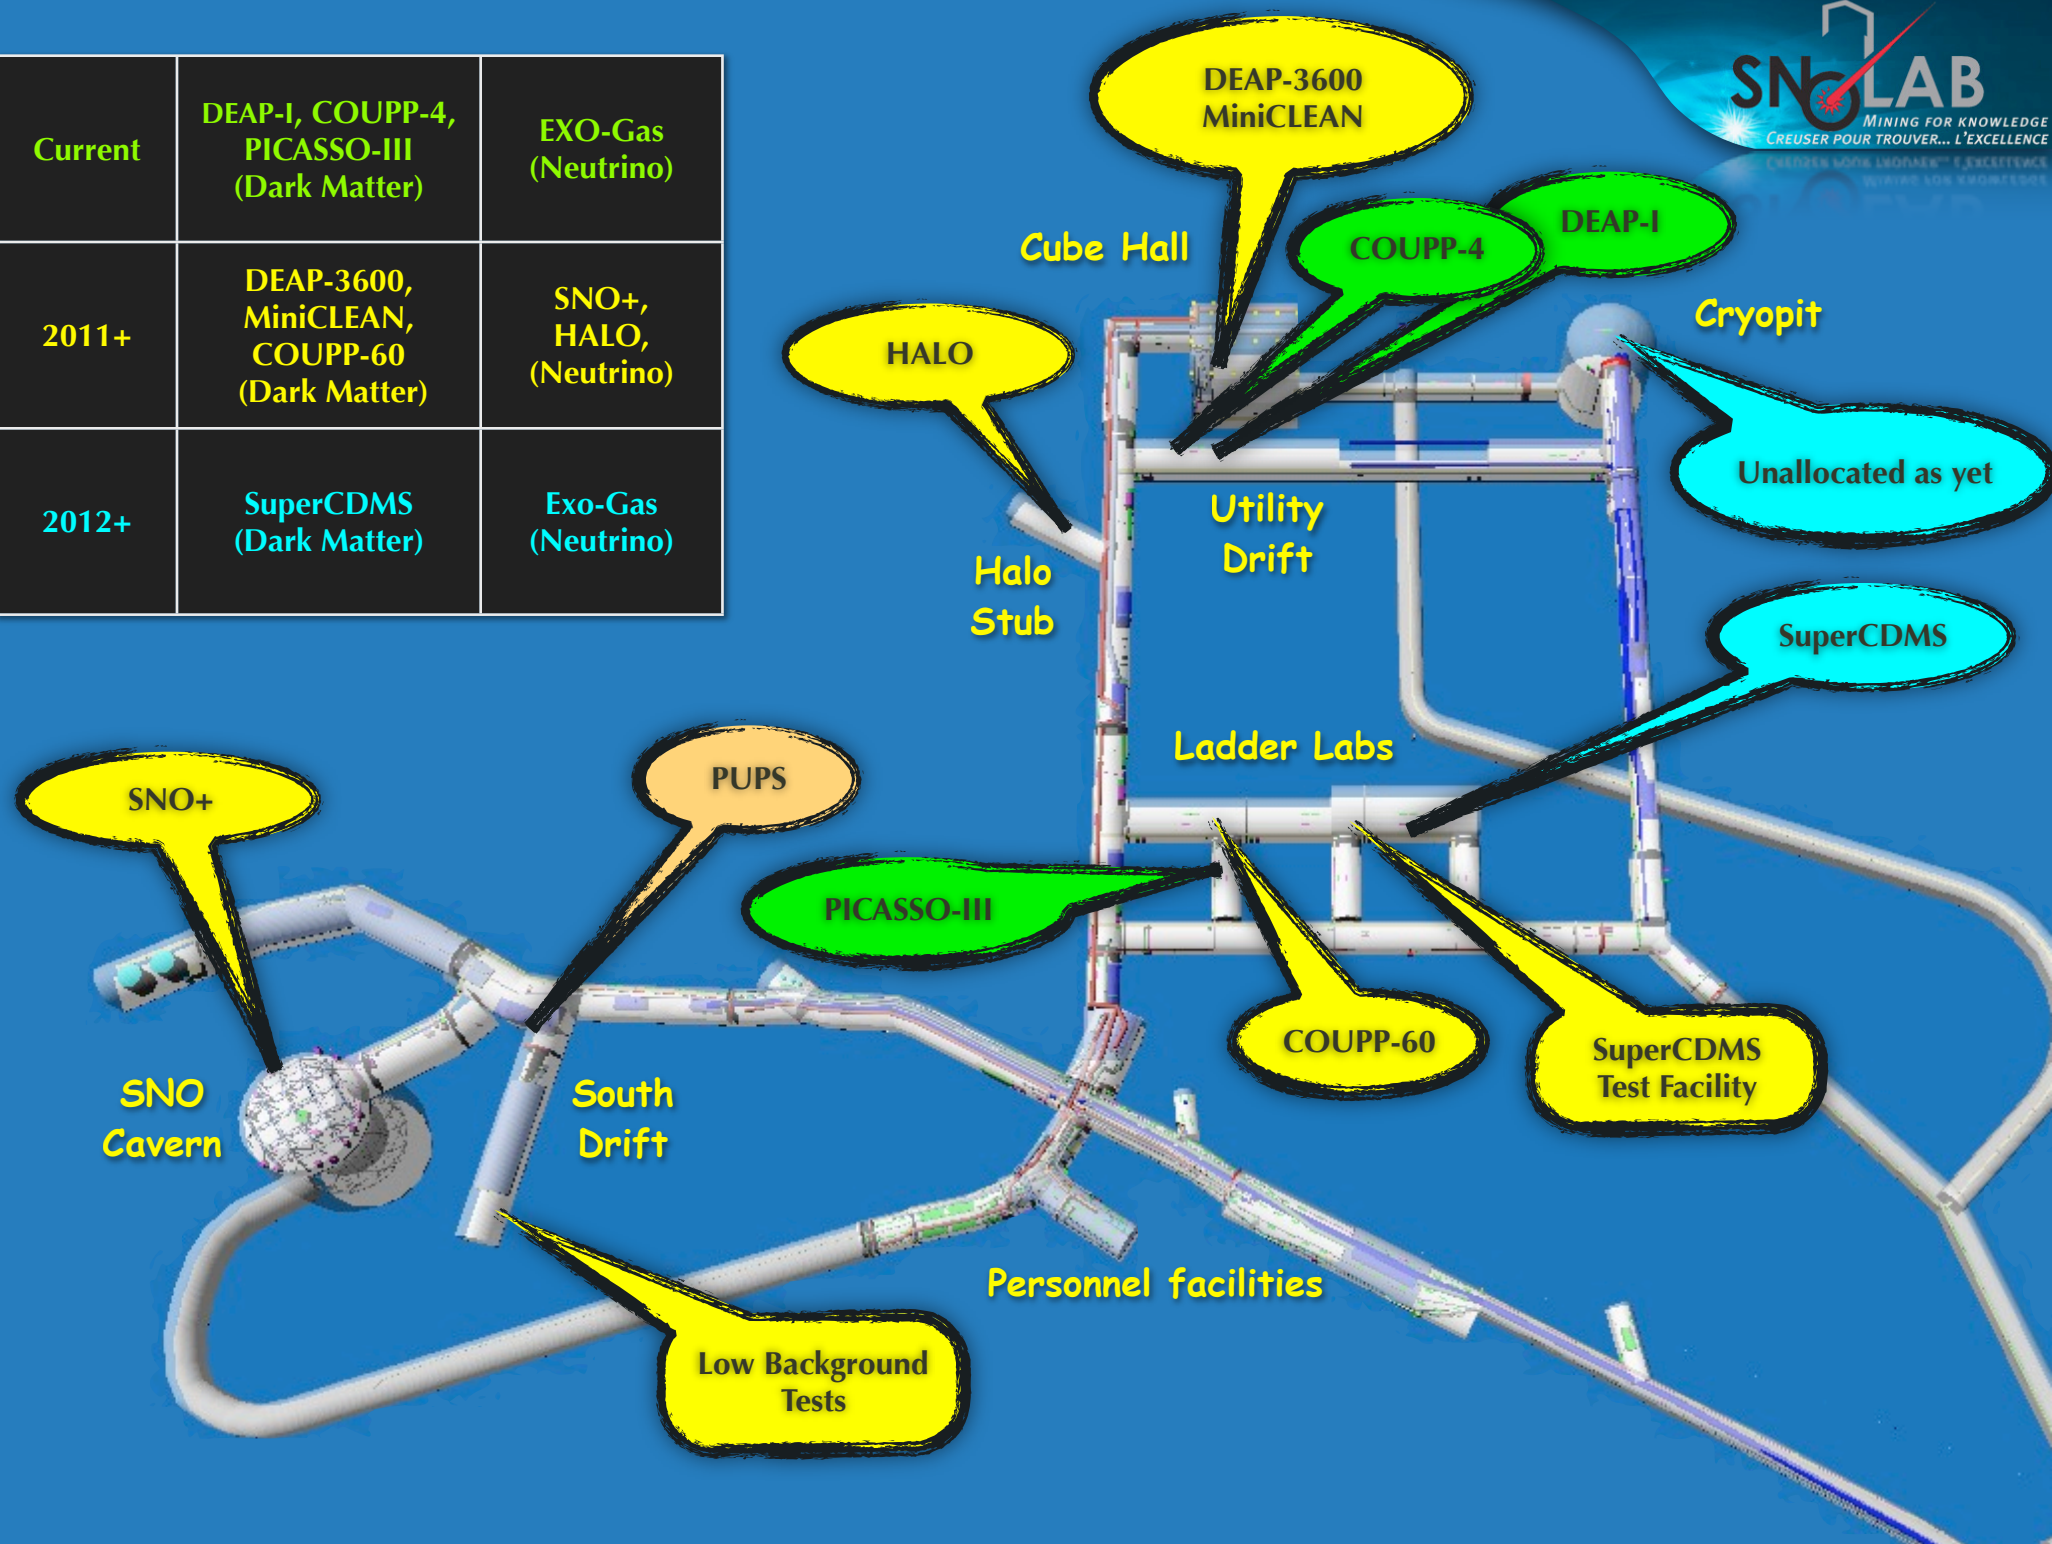 Current
DEAP-I, COUPP-4,
PICASSO-III
(Dark Matter)
EXO-Gas
(Neutrino)
2011+
DEAP-3600,
MiniCLEAN,
COUPP-60
(Dark Matter)
SNO+,
HALO,
(Neutrino)
2012+
SuperCDMS
(Dark Matter)
Exo-Gas
(Neutrino)
SNOLAB
MINING FOR KNOWLEDGE
CREUSER POUR TROUVER... L'EXCELLENCE
DEAP-3600
MiniCLEAN
DEAP-I
COUPP-4
Cube Hall
Cryopit
HALO
Unallocated as yet
Utility
Drift
Halo
Stub
SuperCDMS
Ladder Labs
PUPS
SNO+
PICASSO-III
COUPP-60
SuperCDMS
Test Facility
SNO
Cavern
South
Drift
Personnel facilities
Low Background
Tests